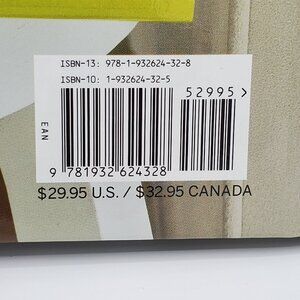 ISBN-13: 978-1-932624-32-8
ISBN-10: 1-932624-32-5
52995>
EAN
9 781932 624328
$29.95 U.S. / $32.95 CANADA